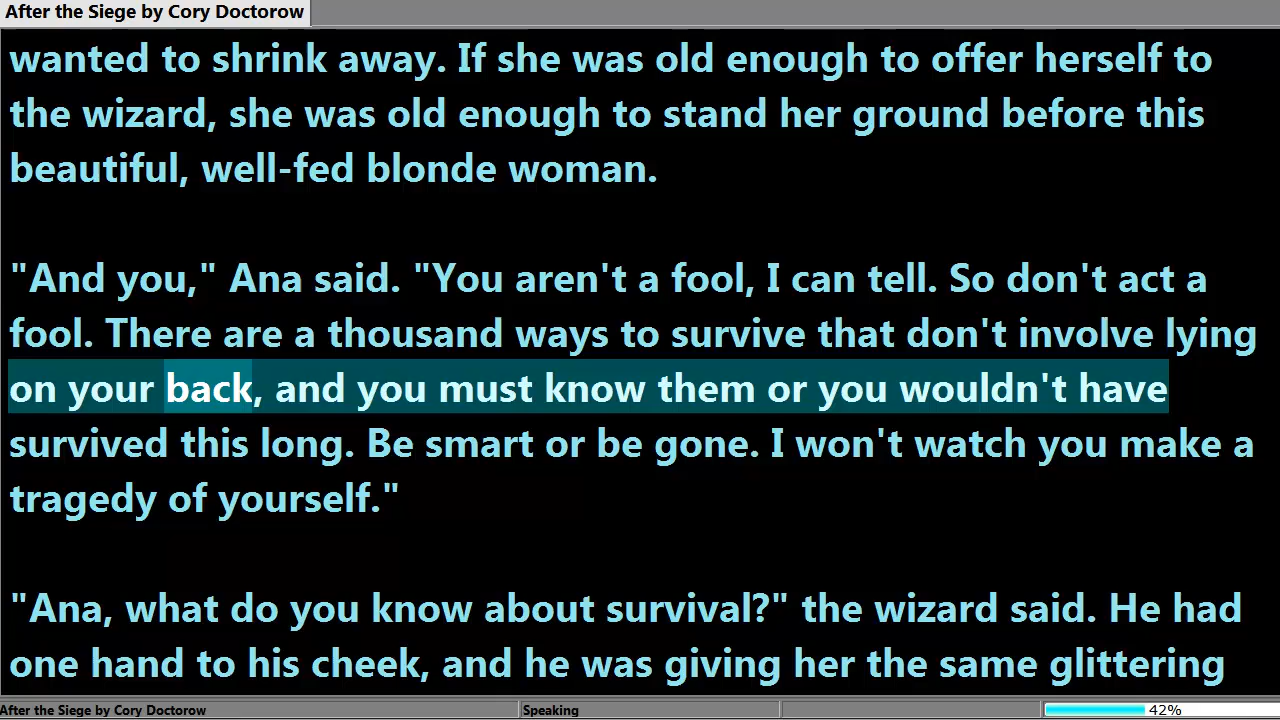 After the Siege by Cory Doctorow
wanted to shrink away. If she was old enough to offer herself to
the wizard, she was old enough to stand her ground before this
beautiful, well-fed blonde woman.
"And you," Ana said. "You aren't a fool, I can tell. So don't act a
fool. There are a thousand ways to survive that don't involve lying
on your back, and you must know them or you wouldn't have
survived this long. Be smart or be gone. I won't watch you make a
tragedy of yourself."
"Ana, what do you know about survival?" the wizard said. He had
one hand to his cheek, and he was giving her the same glittering
After the Siege by Cory Doctorow
Speaking
42%